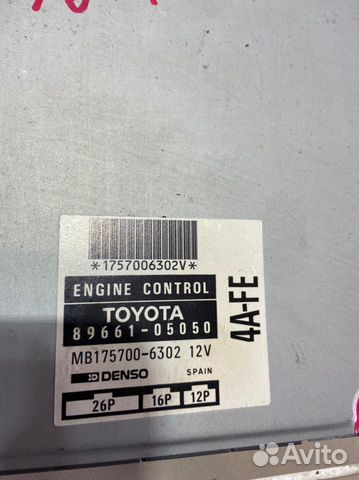 *1757006302V*
ENGINE CONTROL
TOYOTA
89661-05050
MB175700-6302 12V
DENSO SPAIN
26P 16P 12P
4A-FE
Avito